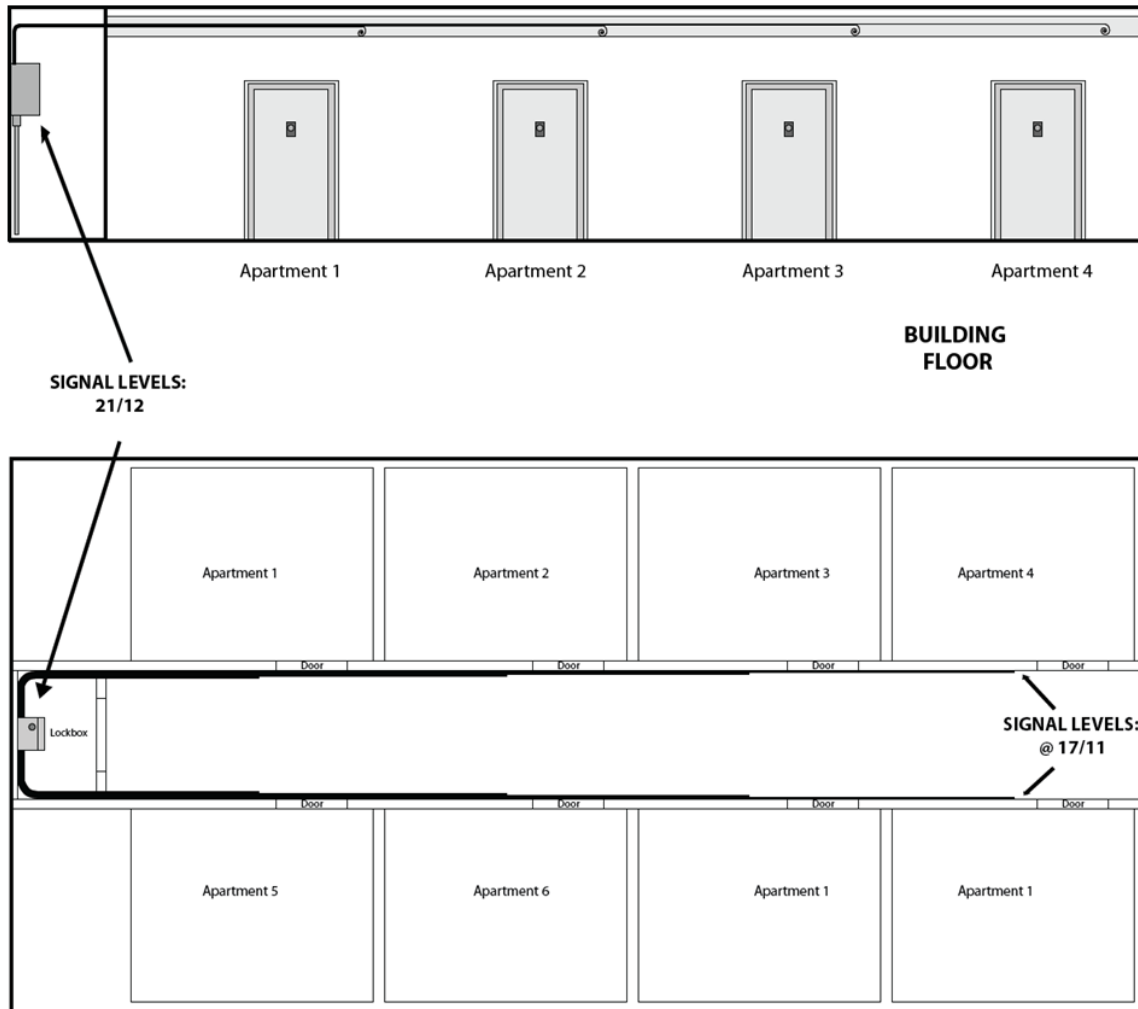 Apartment 1
Apartment 2
Apartment 3
Apartment 4
BUILDING
FLOOR
SIGNAL LEVELS:
21/12
Apartment 1
Apartment 2
Apartment 3
Apartment 4
Door
Door
Door
Door
Lockbox
SIGNAL LEVELS:
@ 17/11
Door
Door
Door
Door
Apartment 5
Apartment 6
Apartment 1
Apartment 1